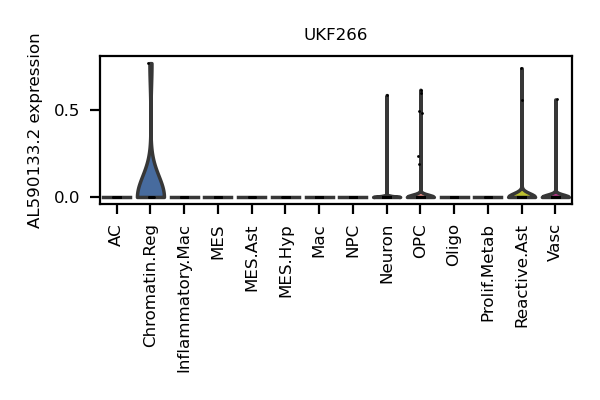 UKF266
AL590133.2 expression
0.5
0.0
AC
Chromatin.Reg
Inflammatory.Mac
MES
MES.Ast
MES.Hyp
Mac
NPC
Neuron
OPC
Oligo
Prolif.Metab
Reactive.Ast
Vasc